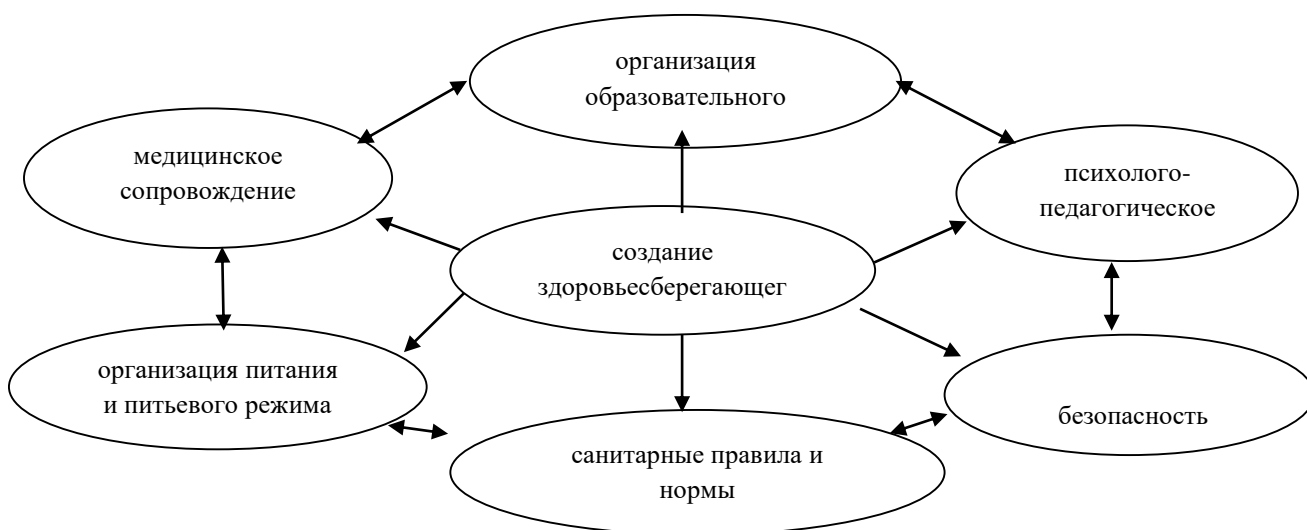 организация
образовательного
медицинское
сопровождение
психолого-
педагогическое
создание
здоровьесберегающег
организация питания
и питьевого режима
безопасность
санитарные правила и
нормы